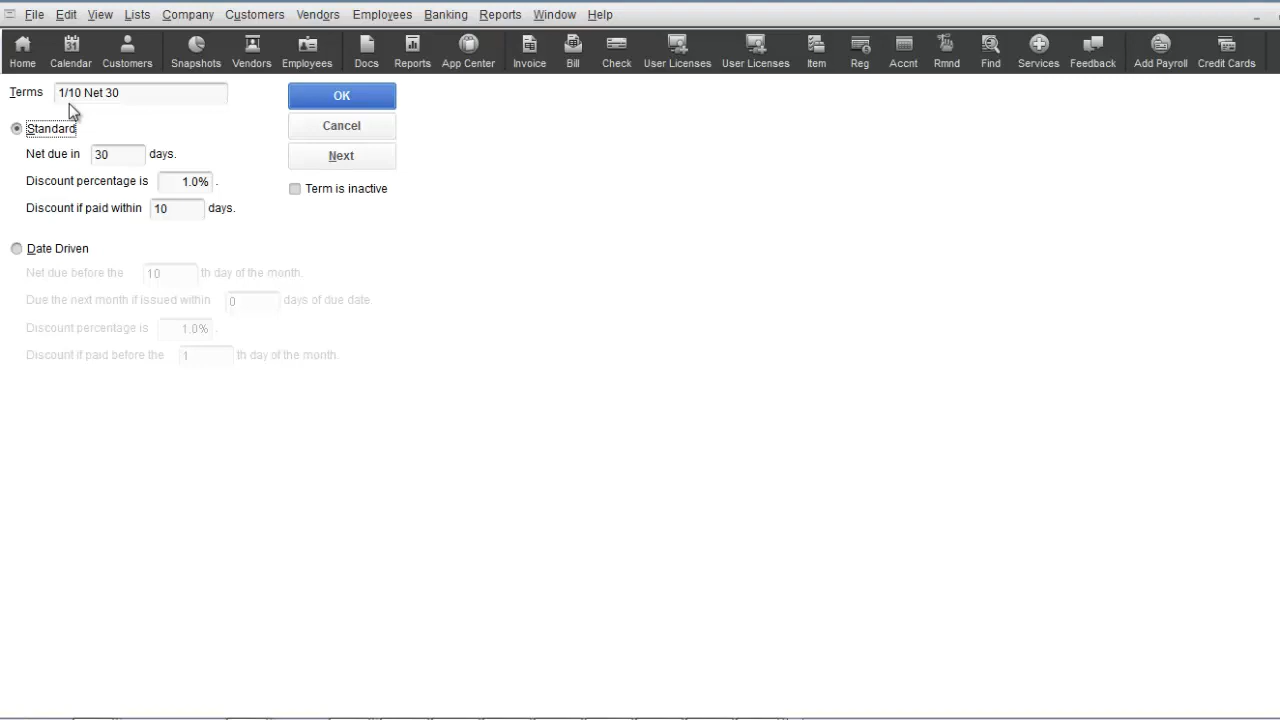 File Edit View Lists Company Customers Vendors Employees Banking Reports Window Help
Home Calendar Customers Snapshots Vendors Employees Docs Reports App Center Invoice Bill Check User Licenses User Licenses Item Reg Accnt Rmnd Find Services Feedback Add Payroll Credit Cards
Terms 1/10 Net 30 OK
Standard Cancel
Net due in 30 days. Next
Discount percentage is 1.0% .
Term is inactive
Discount if paid within 10 days.
Date Driven
Net due before the 10 th day of the month.
Due the next month if issued within 0 days of due date.
Discount percentage is 1.0% .
Discount if paid before the 1 th day of the month.